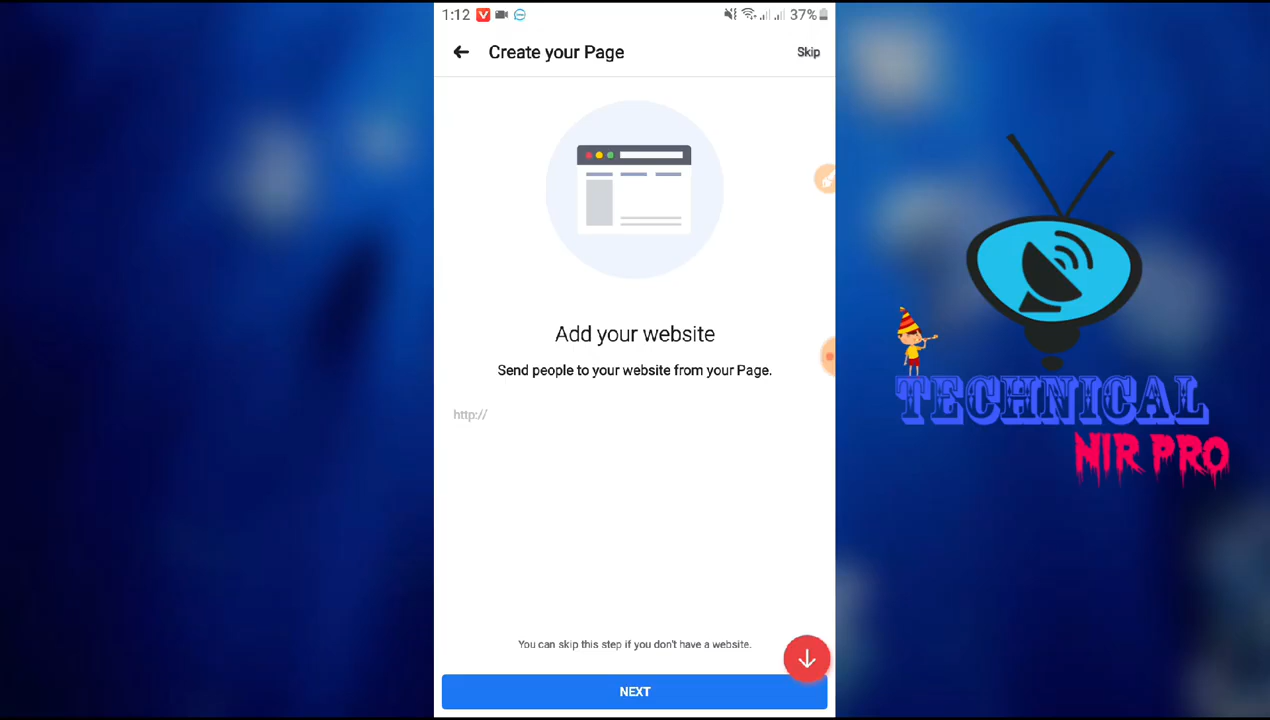 1:12
37%
Create your Page
Skip
Add your website
Send people to your website from your Page.
http://
You can skip this step if you don't have a website.
NEXT
TECHNICAL
NIR PRO